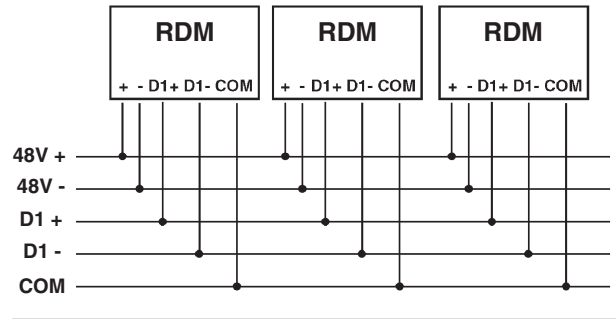 RDM RDM RDM
+ - D1+ D1- COM + - D1+ D1- COM + - D1+ D1- COM
48V +
48V -
D1 +
D1 -
COM